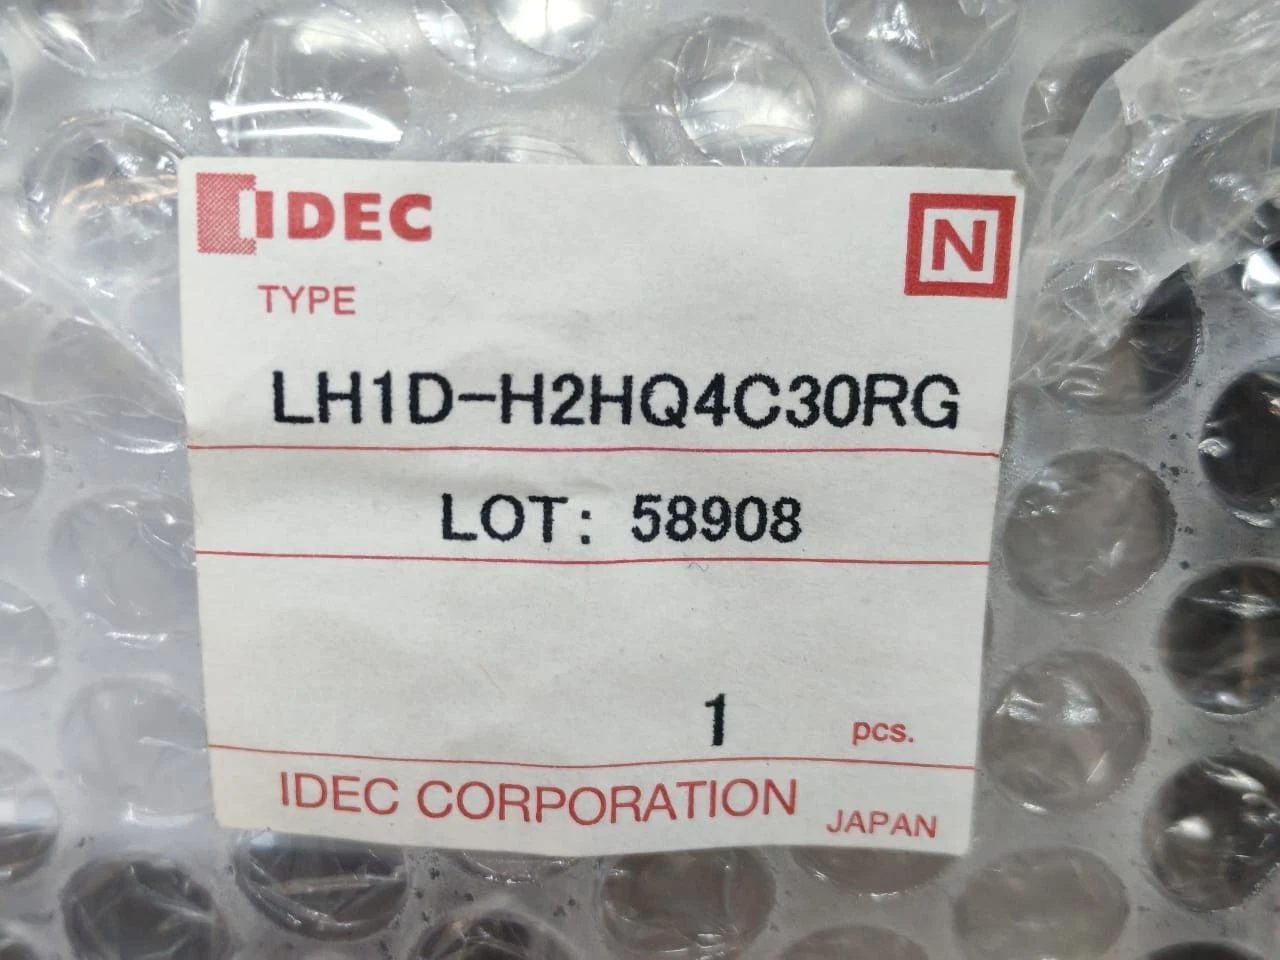 IDEC
N
TYPE
LH1D-H2HQ4C30RG
LOT: 58908
1 pcs.
IDEC CORPORATION JAPAN